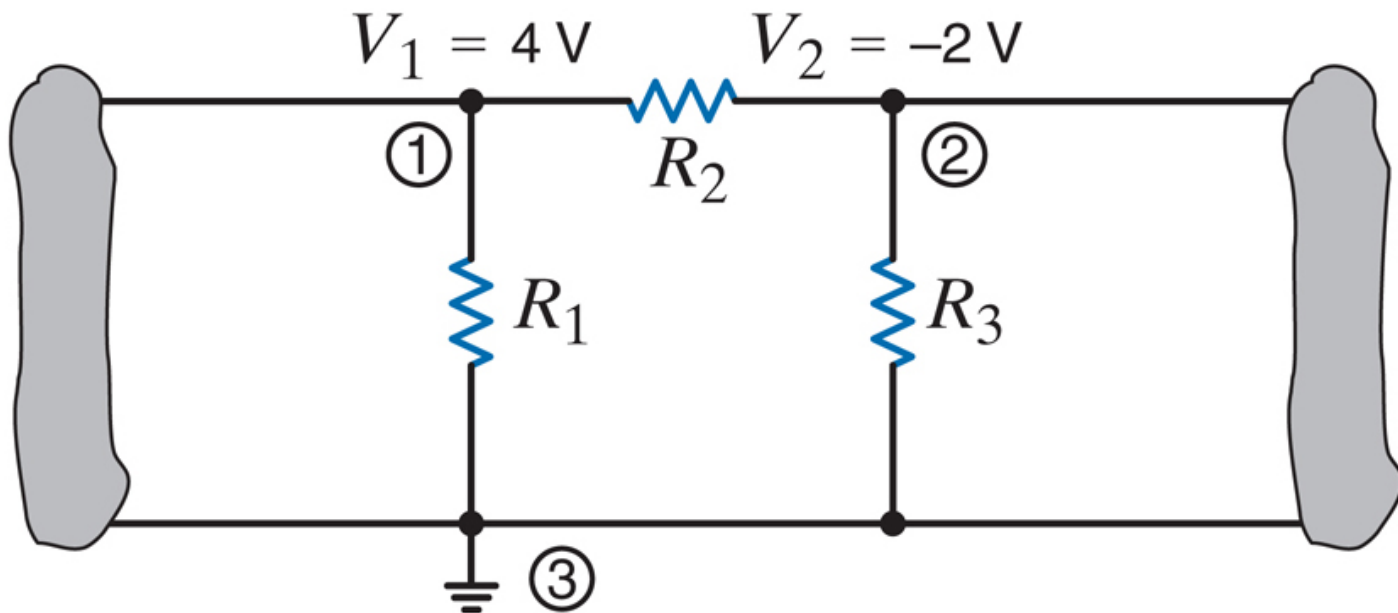 V₁ = 4 V
V₂ = –2 V
①
R₂
②
R₁
R₃
③